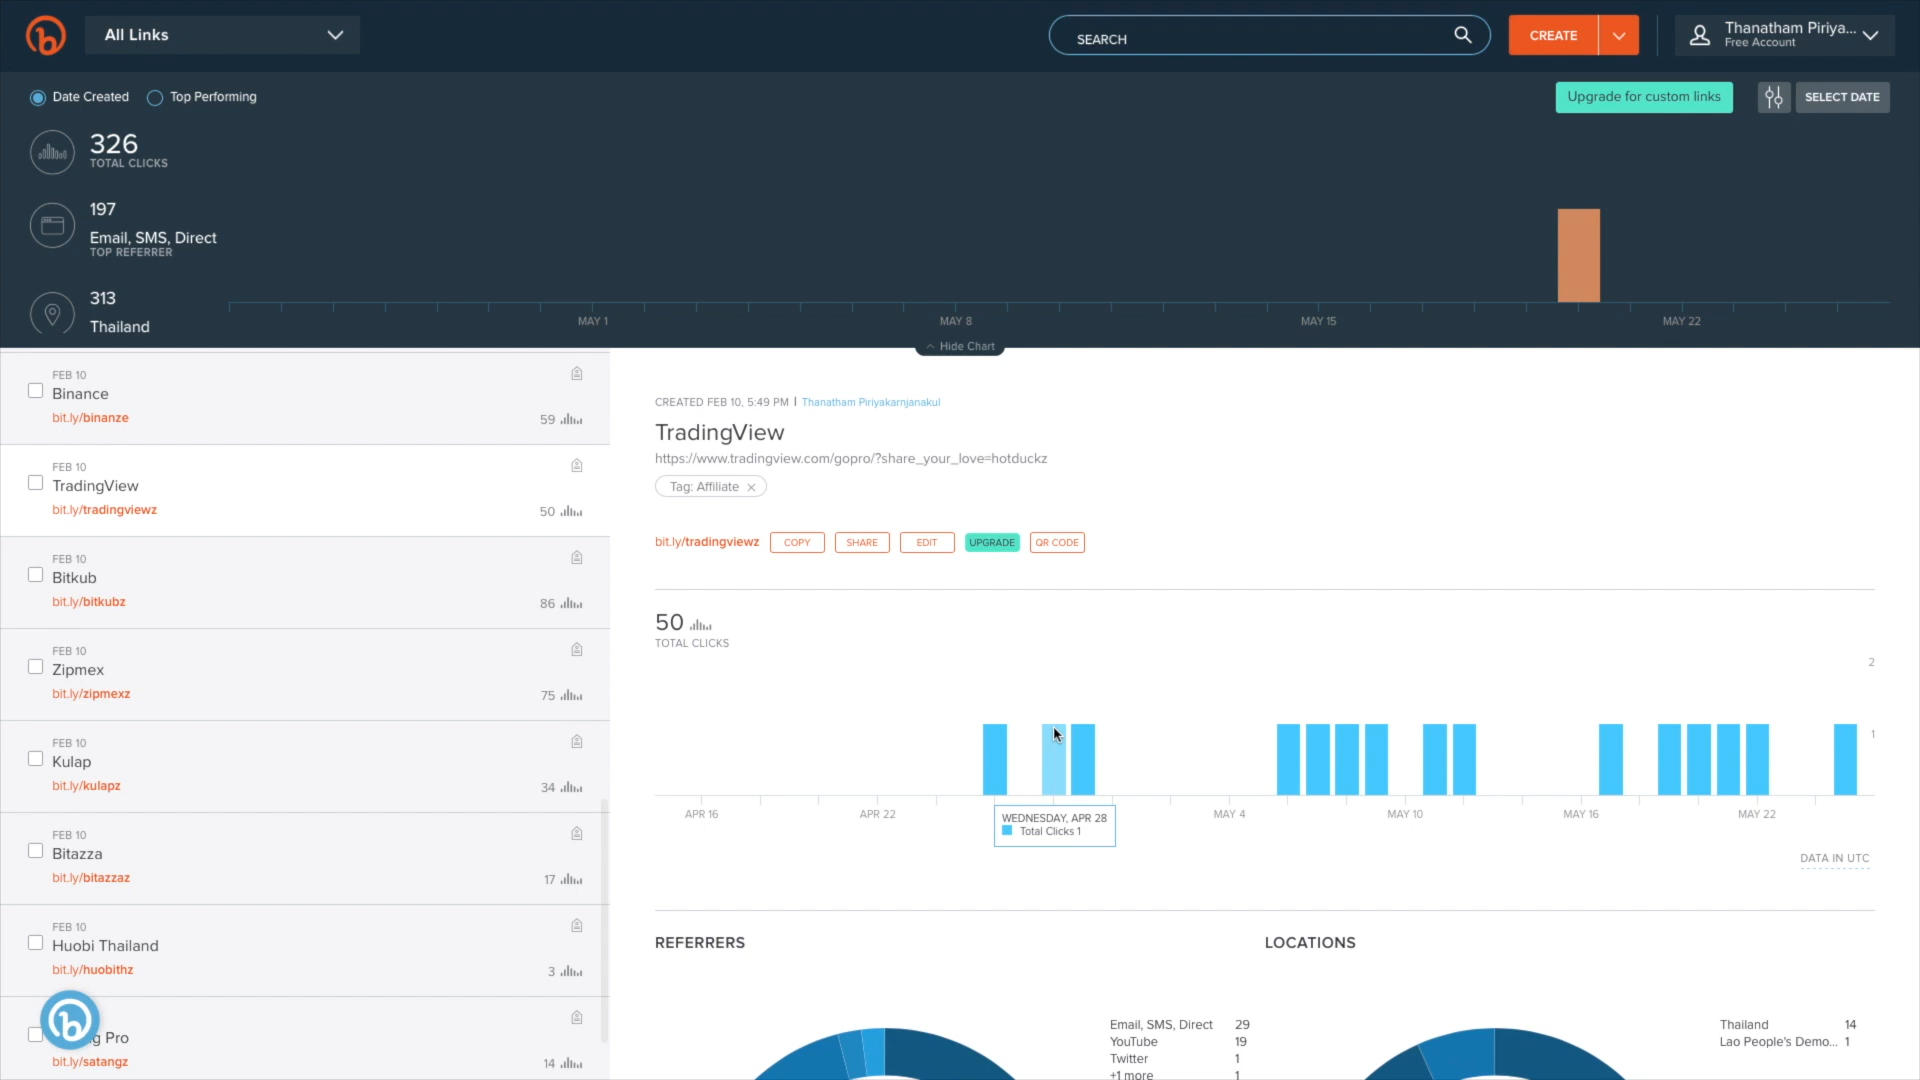 All Links
SEARCH
CREATE
Thanatham Piriya...
Free Account
Date Created
Top Performing
Upgrade for custom links
SELECT DATE
326
TOTAL CLICKS
197
Email, SMS, Direct
TOP REFERRER
313
Thailand
MAY 1
MAY 8
MAY 15
MAY 22
Hide Chart
FEB 10
Binance
bit.ly/binanze
59
FEB 10
TradingView
bit.ly/tradingviewz
50
FEB 10
Bitkub
bit.ly/bitkubz
86
FEB 10
Zipmex
bit.ly/zipmexz
75
FEB 10
Kulap
bit.ly/kulapz
34
FEB 10
Bitazza
bit.ly/bitazzaz
17
FEB 10
Huobi Thailand
bit.ly/huobithz
3
g Pro
bit.ly/satangz
14
CREATED FEB 10, 5:49 PM | Thanatham Piriyakarnjanakul
TradingView
https://www.tradingview.com/gopro/?share_your_love=hotduckz
Tag: Affiliate
bit.ly/tradingviewz
COPY
SHARE
EDIT
UPGRADE
QR CODE
50
TOTAL CLICKS
2
1
APR 16
APR 22
WEDNESDAY, APR 28
Total Clicks 1
MAY 4
MAY 10
MAY 16
MAY 22
DATA IN UTC
REFERRERS
Email, SMS, Direct 29
YouTube 19
Twitter 1
+1 more 1
LOCATIONS
Thailand 14
Lao People's Demo... 1